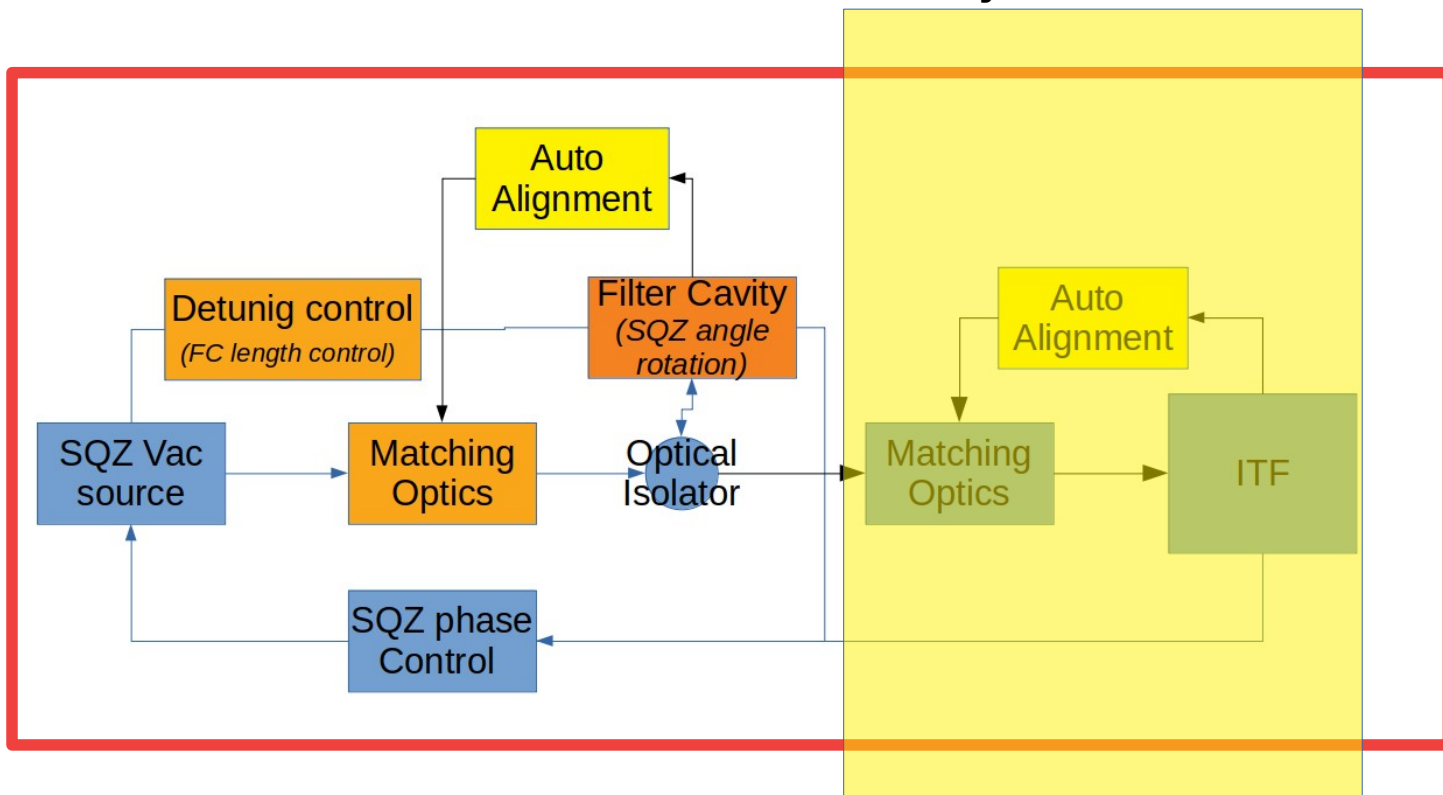 Auto
Alignment
Detunig control
(FC length control)
Filter Cavity
(SQZ angle
rotation)
Auto
Alignment
SQZ Vac
source
Matching
Optics
Optical
Isolator
Matching
Optics
ITF
SQZ phase
Control